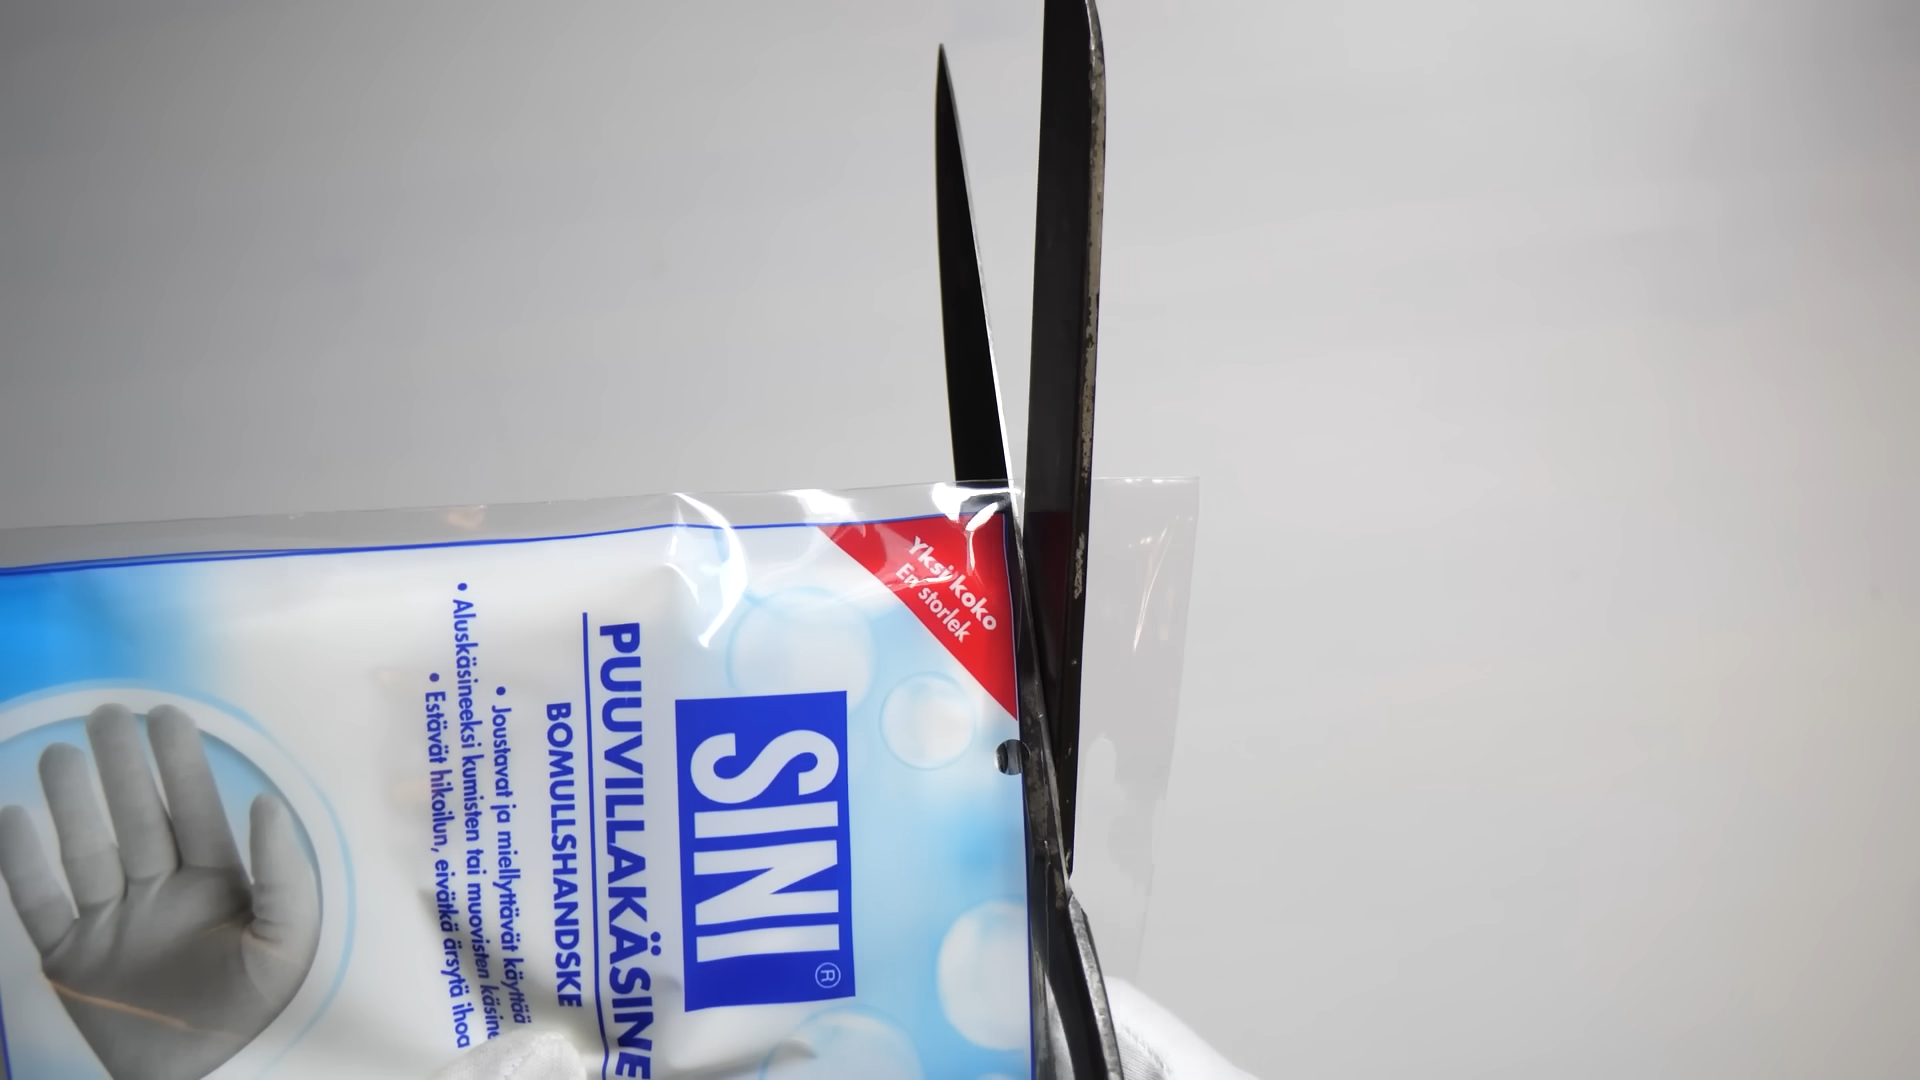 Yksi koko
En storlek
SINI®
PUUVILLAKÄSINE
BOMULLSHANDSKE
• Joustavat ja miellyttävät käyttää
• Aluskäsineeksi kumisten tai muovisten käsine
• Estävät hikoilun, eivätkä ärsytä ihoa